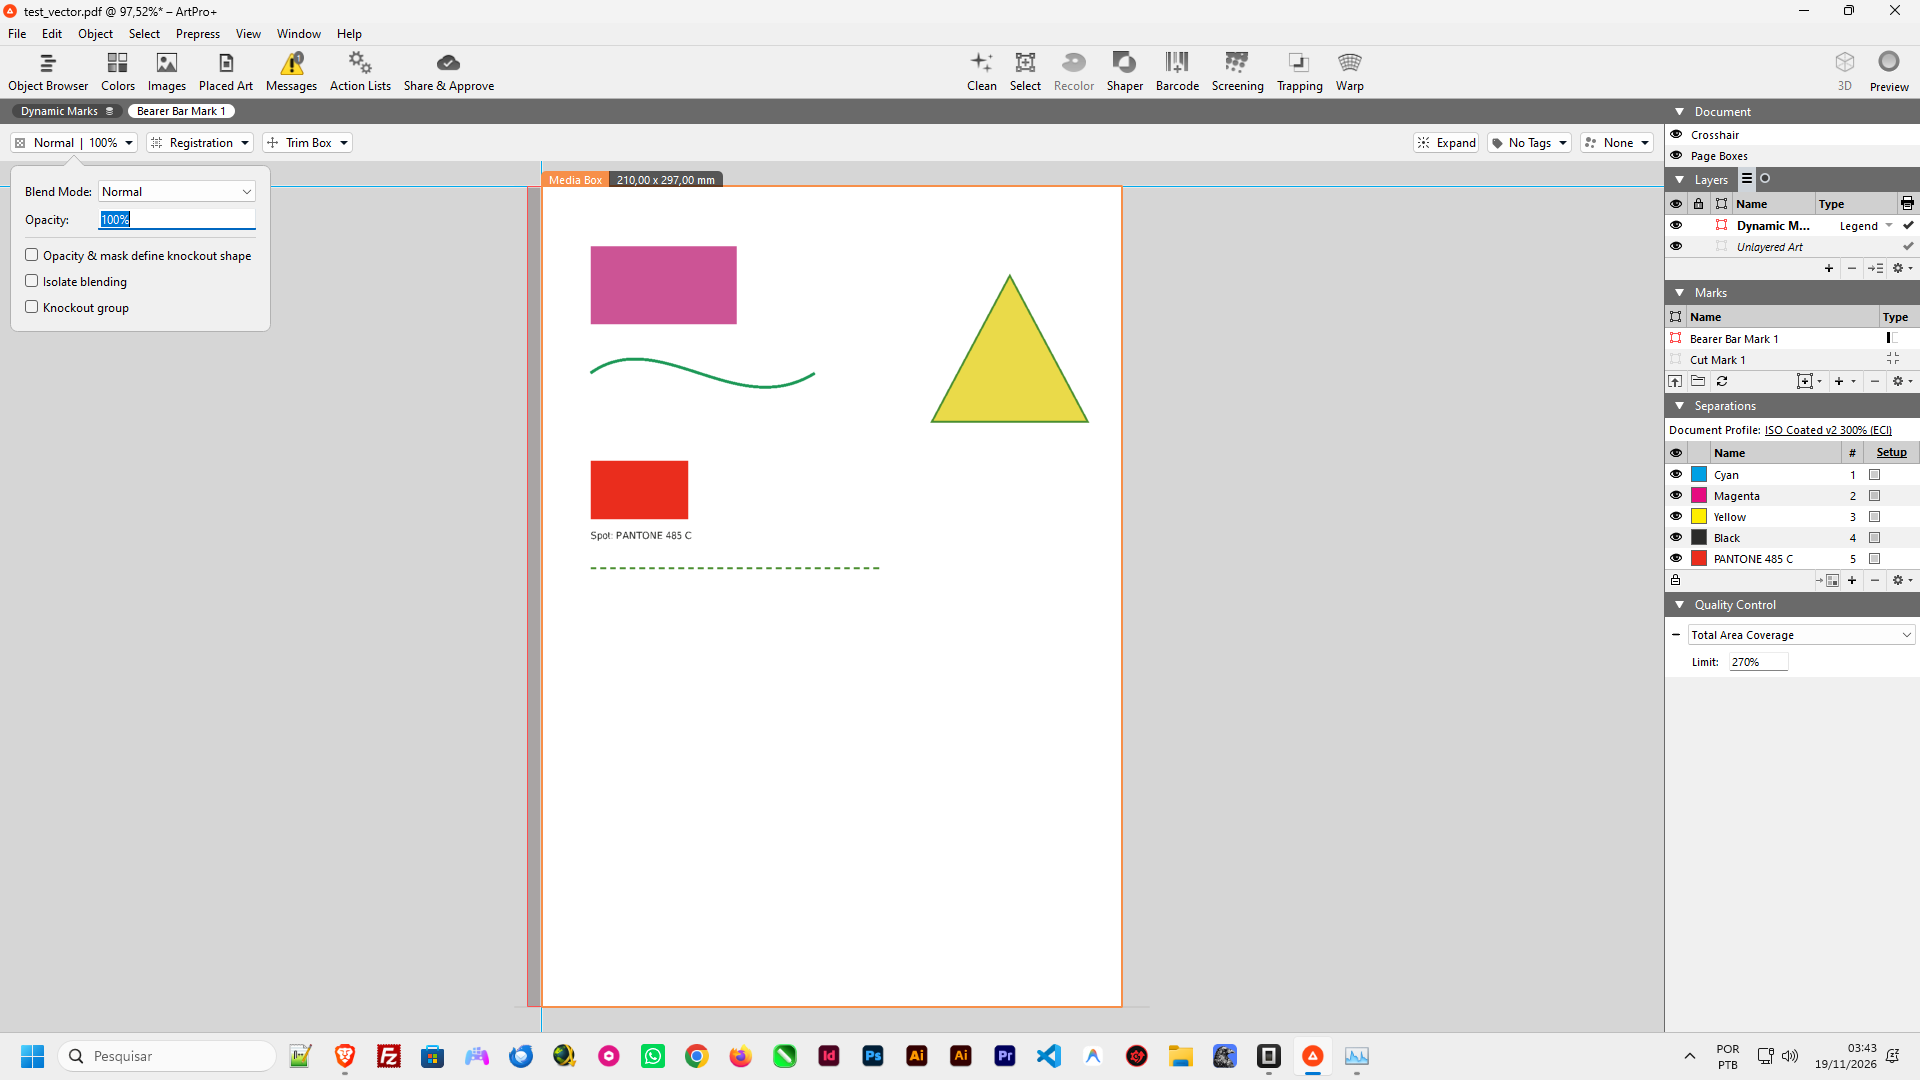 test_vector.pdf @ 97,52%* – ArtPro+
File Edit Object Select Prepress View Window Help
Object Browser Colors Images Placed Art Messages Action Lists Share & Approve Clean Select Recolor Shaper Barcode Screening Trapping Warp 3D Preview
Dynamic Marks Bearer Bar Mark 1
Normal | 100% Registration Trim Box Expand No Tags None
Blend Mode: Normal
Opacity: 100%
Opacity & mask define knockout shape
Isolate blending
Knockout group
Media Box 210,00 x 297,00 mm
Spot: PANTONE 485 C
Document
Crosshair
Page Boxes
Layers
Name Type
Dynamic M... Legend
Unlayered Art
Marks
Name Type
Bearer Bar Mark 1
Cut Mark 1
Separations
Document Profile: ISO Coated v2 300% (ECI)
Name # Setup
Cyan 1
Magenta 2
Yellow 3
Black 4
PANTONE 485 C 5
Quality Control
Total Area Coverage
Limit: 270%
Pesquisar
Fz
Id
Ps
Ai
Ai
Pr
POR
PTB
03:43
19/11/2026